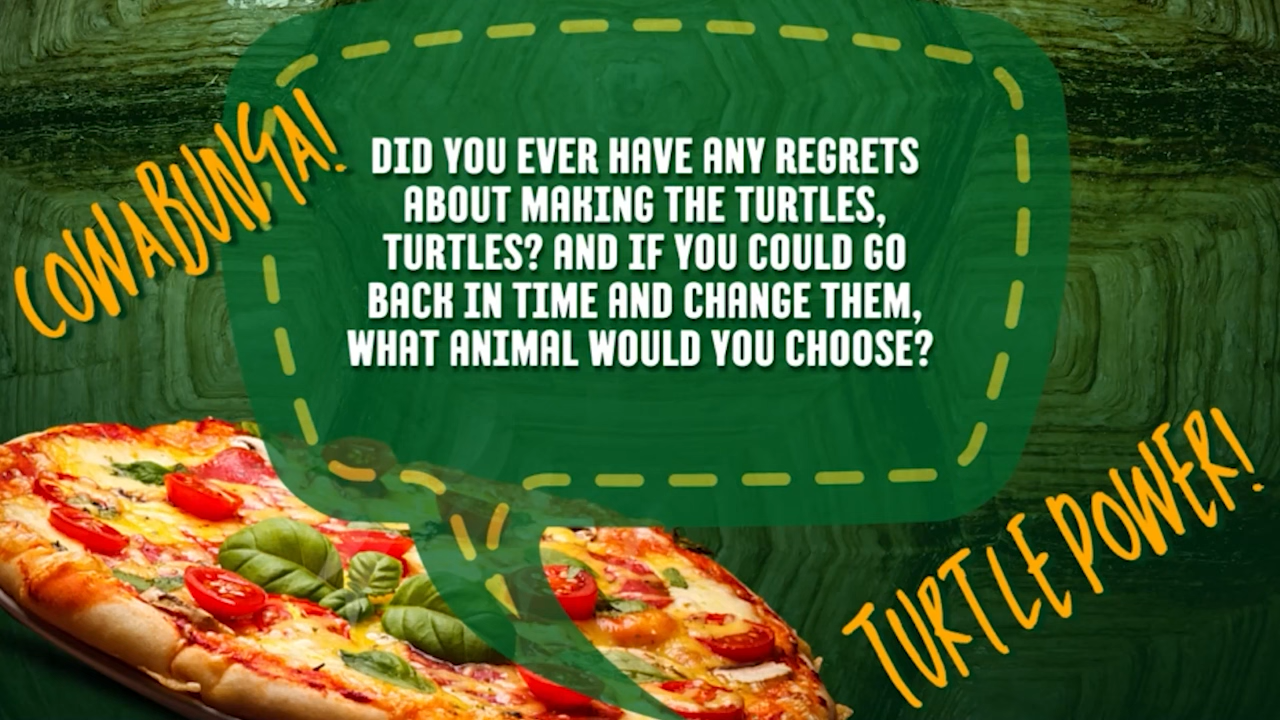 COWABUNGA!
DID YOU EVER HAVE ANY REGRETS
ABOUT MAKING THE TURTLES,
TURTLES? AND IF YOU COULD GO
BACK IN TIME AND CHANGE THEM,
WHAT ANIMAL WOULD YOU CHOOSE?
TURTLE POWER!